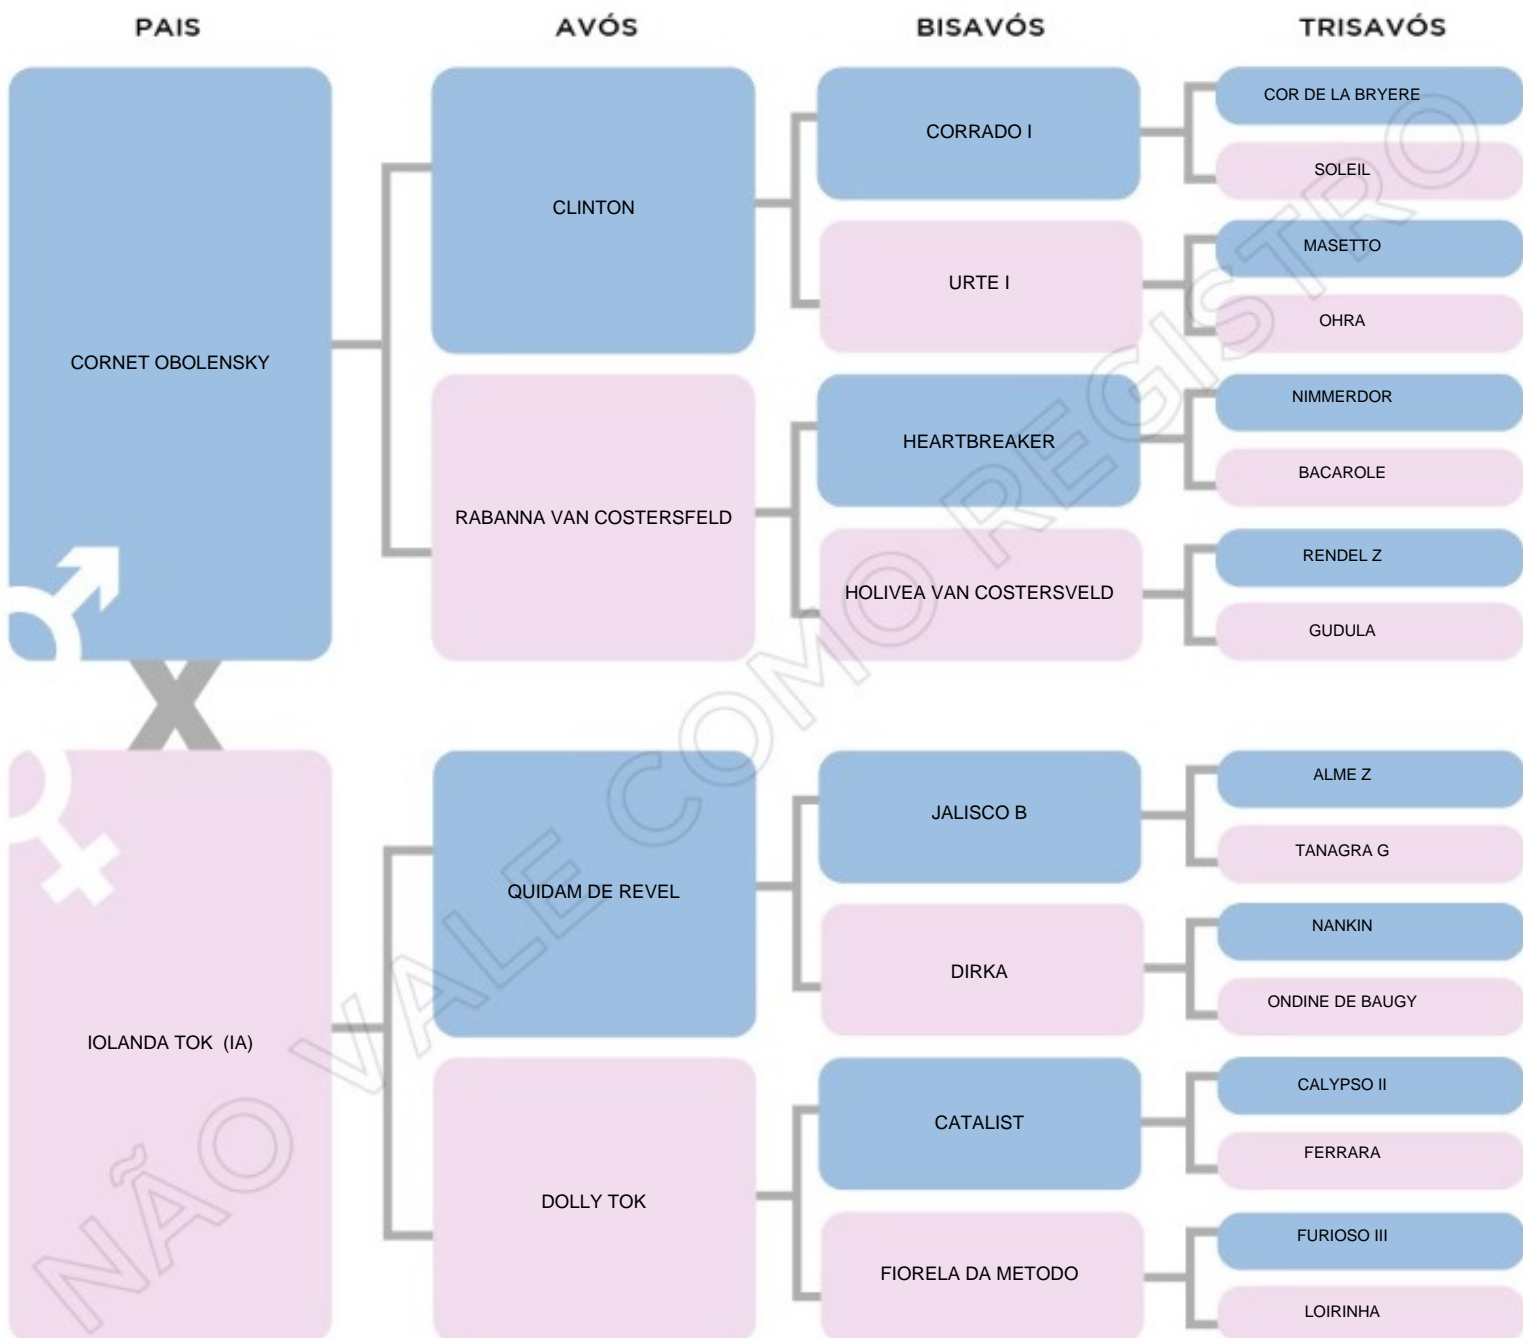 PAIS AVÓS BISAVÓS TRISAVÓS
COR DE LA BRYERE
CORRADO I
SOLEIL
CLINTON
MASETTO
URTE I
OHRA
CORNET OBOLENSKY
NIMMERDOR
HEARTBREAKER
BACAROLE
RABANNA VAN COSTERSFELD
RENDEL Z
HOLIVEA VAN COSTERSVELD
GUDULA
X
ALME Z
JALISCO B
TANAGRA G
QUIDAM DE REVEL
NANKIN
DIRKA
ONDINE DE BAUGY
IOLANDA TOK (IA)
CALYPSO II
CATALIST
FERRARA
DOLLY TOK
FURIOSO III
FIORELA DA METODO
LOIRINHA
NÃO VALE COMO REGISTRO